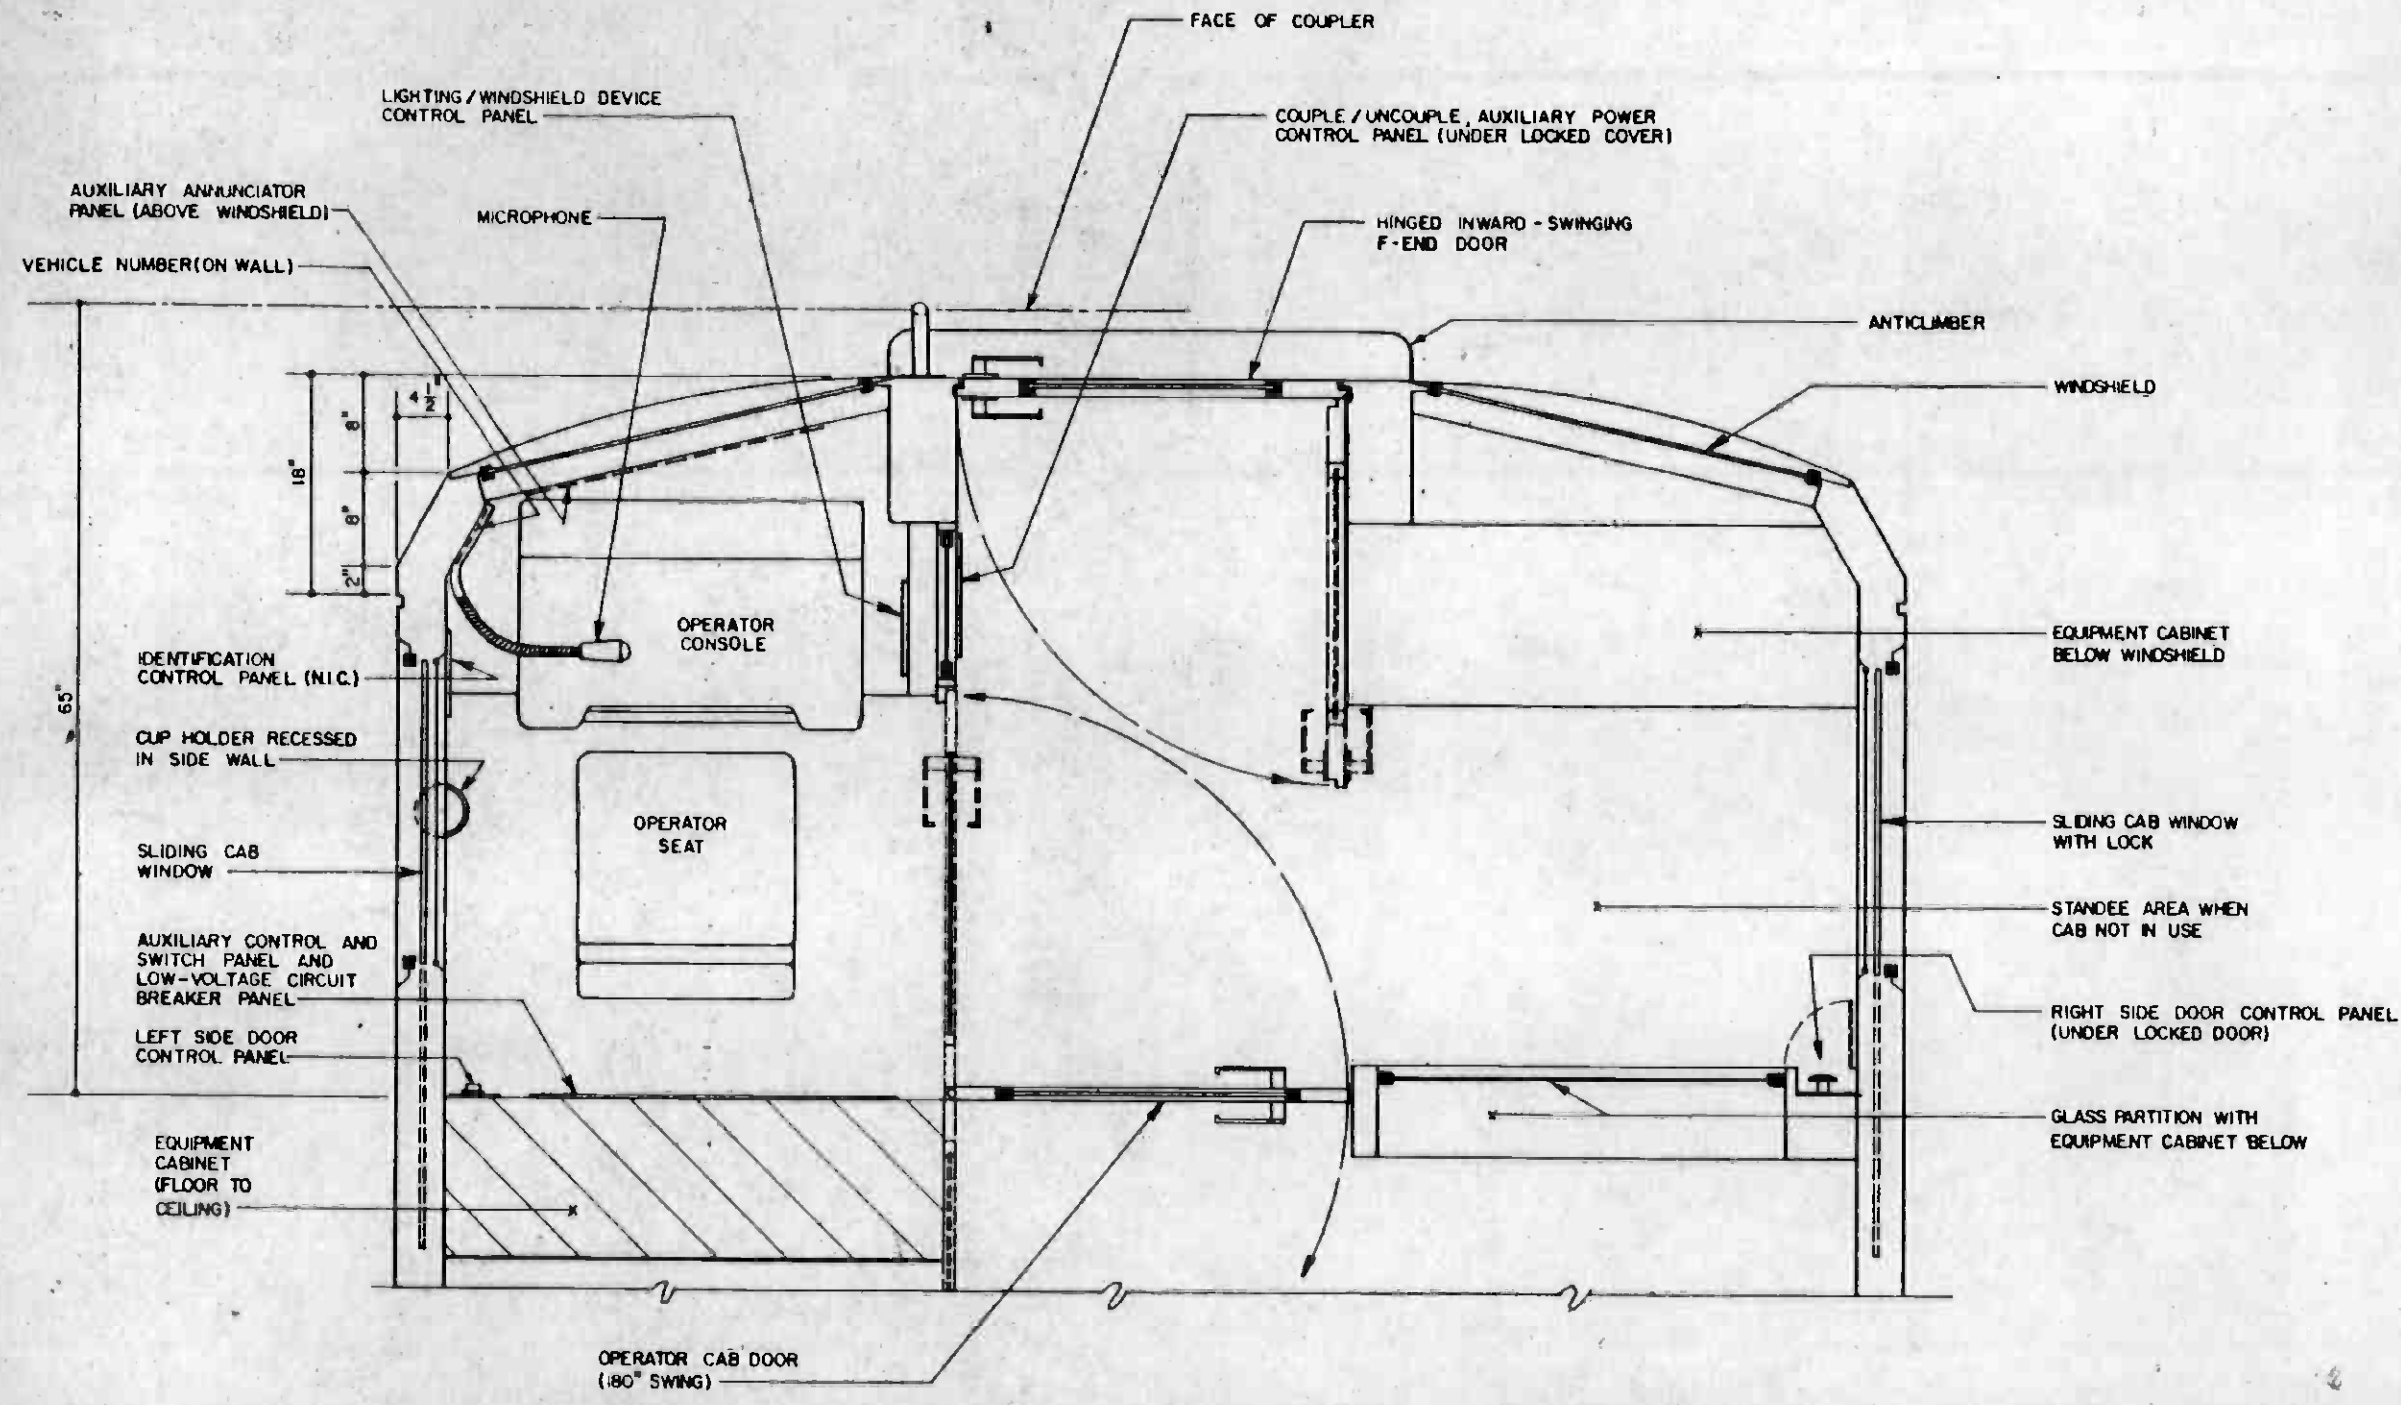 FACE OF COUPLER
LIGHTING/WINDSHIELD DEVICE
CONTROL PANEL
COUPLE/UNCOUPLE, AUXILIARY POWER
CONTROL PANEL (UNDER LOCKED COVER)
AUXILIARY ANNUNCIATOR
PANEL (ABOVE WINDSHIELD)
MICROPHONE
HINGED INWARD-SWINGING
F-END DOOR
VEHICLE NUMBER(ON WALL)
ANTICLIMBER
WINDSHIELD
4 1/2"
8"
18"
8"
2"
65"
OPERATOR
CONSOLE
EQUIPMENT CABINET
BELOW WINDSHIELD
IDENTIFICATION
CONTROL PANEL (N.I.C.)
CUP HOLDER RECESSED
IN SIDE WALL
OPERATOR
SEAT
SLIDING CAB WINDOW
WITH LOCK
SLIDING CAB
WINDOW
STANDEE AREA WHEN
CAB NOT IN USE
AUXILIARY CONTROL AND
SWITCH PANEL AND
LOW-VOLTAGE CIRCUIT
BREAKER PANEL
RIGHT SIDE DOOR CONTROL PANEL
(UNDER LOCKED DOOR)
LEFT SIDE DOOR
CONTROL PANEL
GLASS PARTITION WITH
EQUIPMENT CABINET BELOW
EQUIPMENT
CABINET
(FLOOR TO
CEILING)
OPERATOR CAB DOOR
(180° SWING)